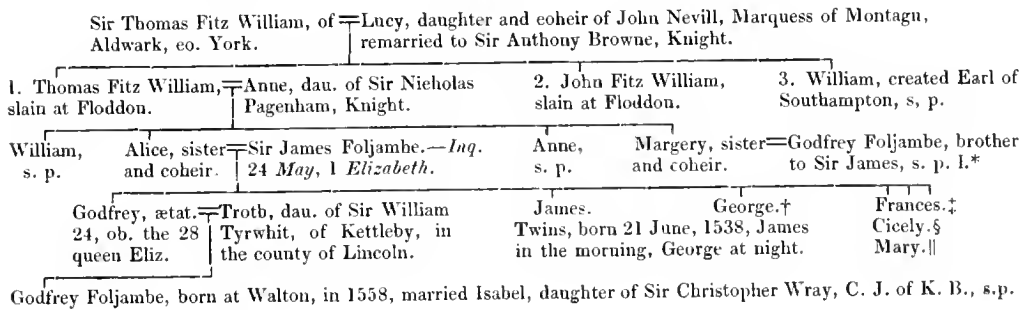 Sir Thomas Fitz William, of Lucy, daughter and coheir of John Nevill, Marquess of Montagu,
Aldwark, co. York. remarried to Sir Anthony Browne, Knight.
1. Thomas Fitz William, Anne, dau. of Sir Nicholas 2. John Fitz William, 3. William, created Earl of
slain at Floddon. Pagenham, Knight. slain at Floddon. Southampton, s, p.
William, Alice, sister Sir James Foljambe.—Inq. Anne, Margery, sister Godfrey Foljambe, brother
s. p. and coheir. 24 May, 1 Elizabeth. s. p. and coheir. to Sir James, s. p. I.*
Godfrey, ætat. Trotb, dau. of Sir William James. George.† Frances.‡
24, ob. the 28 Tyrwhit, of Kettleby, in Twins, born 21 June, 1538, James Cicely.§
queen Eliz. the county of Lincoln. in the morning, George at night. Mary.||
Godfrey Foljambe, born at Walton, in 1558, married Isabel, daughter of Sir Christopher Wray, C. J. of K. B., s.p.